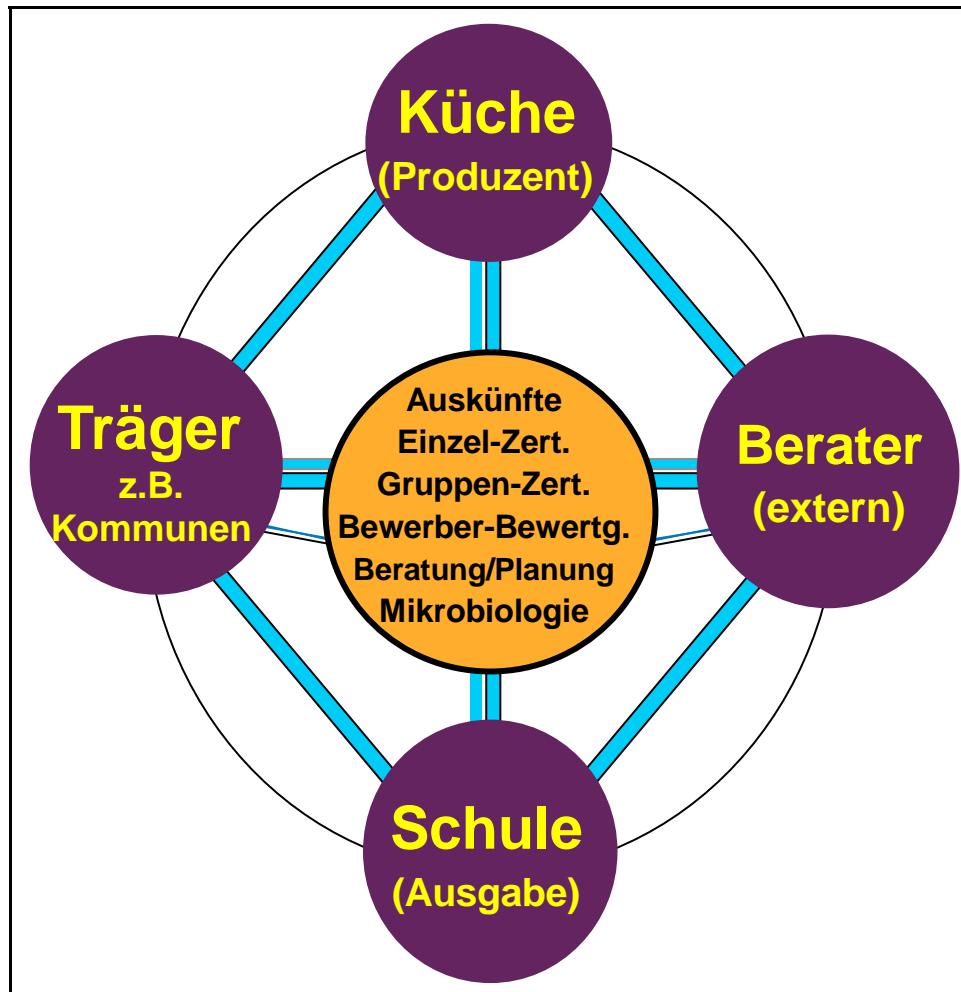 Küche
(Produzent)
Träger
z.B.
Kommunen
Auskünfte
Einzel-Zert.
Gruppen-Zert.
Bewerber-Bewertg.
Beratung/Planung
Mikrobiologie
Berater
(extern)
Schule
(Ausgabe)